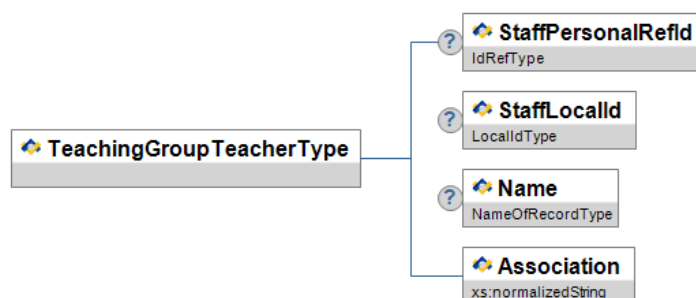 StaffPersonalRefId
IdRefType
?
StaffLocalId
LocalIdType
?
TeachingGroupTeacherType
Name
NameOfRecordType
?
Association
xs:normalizedString